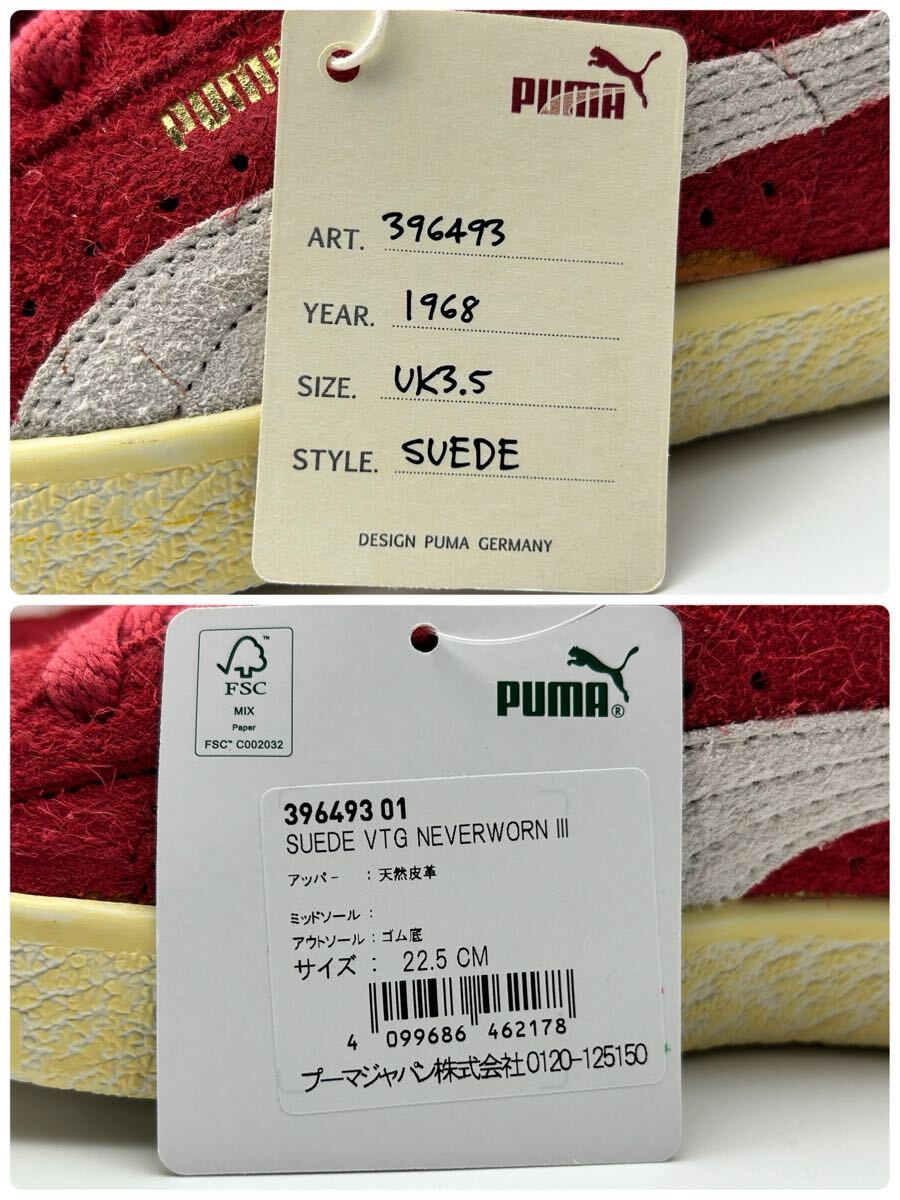 PUMA
PUMA
ART. 396493
YEAR. 1968
SIZE. UK3.5
STYLE. SUEDE
DESIGN PUMA GERMANY
FSC™
MIX
Paper
FSC™ C002032
PUMA®
396493 01
SUEDE VTG NEVERWORN III
アッパー : 天然皮革
ミッドソール :
アウトソール : ゴム底
サイズ : 22.5 CM
4 099686 462178
プーマジャパン株式会社0120-125150